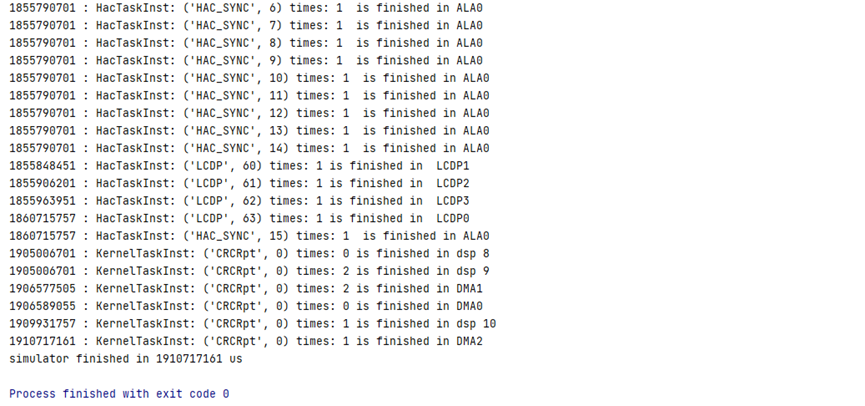 1855790701 : HacTaskInst: ('HAC_SYNC', 6) times: 1  is finished in ALA0
1855790701 : HacTaskInst: ('HAC_SYNC', 7) times: 1  is finished in ALA0
1855790701 : HacTaskInst: ('HAC_SYNC', 8) times: 1  is finished in ALA0
1855790701 : HacTaskInst: ('HAC_SYNC', 9) times: 1  is finished in ALA0
1855790701 : HacTaskInst: ('HAC_SYNC', 10) times: 1  is finished in ALA0
1855790701 : HacTaskInst: ('HAC_SYNC', 11) times: 1  is finished in ALA0
1855790701 : HacTaskInst: ('HAC_SYNC', 12) times: 1  is finished in ALA0
1855790701 : HacTaskInst: ('HAC_SYNC', 13) times: 1  is finished in ALA0
1855790701 : HacTaskInst: ('HAC_SYNC', 14) times: 1  is finished in ALA0
1855848451 : HacTaskInst: ('LCDP', 60) times: 1 is finished in  LCDP1
1855906201 : HacTaskInst: ('LCDP', 61) times: 1 is finished in  LCDP2
1855963951 : HacTaskInst: ('LCDP', 62) times: 1 is finished in  LCDP3
1860715757 : HacTaskInst: ('LCDP', 63) times: 1 is finished in  LCDP0
1860715757 : HacTaskInst: ('HAC_SYNC', 15) times: 1  is finished in ALA0
1905006701 : KernelTaskInst: ('CRCRpt', 0) times: 0 is finished in dsp 8
1905006701 : KernelTaskInst: ('CRCRpt', 0) times: 2 is finished in dsp 9
1906577505 : KernelTaskInst: ('CRCRpt', 0) times: 2 is finished in DMA1
1906589055 : KernelTaskInst: ('CRCRpt', 0) times: 0 is finished in DMA0
1909931757 : KernelTaskInst: ('CRCRpt', 0) times: 1 is finished in dsp 10
1910717161 : KernelTaskInst: ('CRCRpt', 0) times: 1 is finished in DMA2
simulator finished in 1910717161 us
Process finished with exit code 0